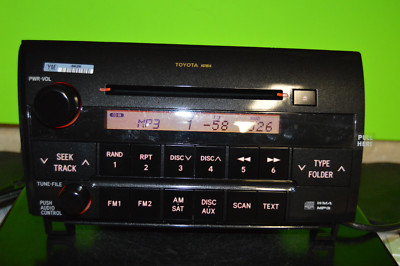 TOYOTA
PWR-VOL
MP3 1 -58
PULL HERE
SEEK TRACK
RAND 1
RPT 2
DISC 3
DISC 4
5
6
TYPE FOLDER
TUNE·FILE
PUSH AUDIO CONTROL
FM1
FM2
AM SAT
DISC AUX
SCAN
TEXT
MP3